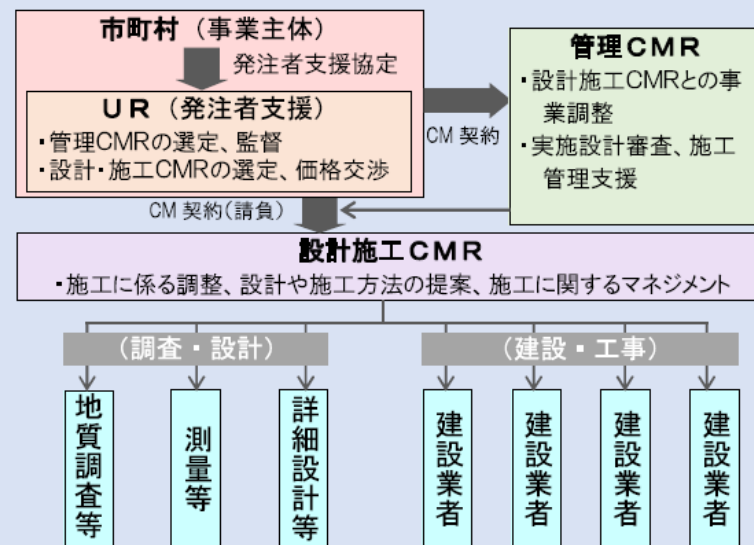 市町村（事業主体）
発注者支援協定
ＵＲ（発注者支援）
・管理CMRの選定、監督
・設計・施工CMRの選定、価格交渉
CM 契約
管理ＣＭＲ
・設計施工CMRとの事
業調整
・実施設計審査、施工
管理支援
CM 契約(請負)
設計施工ＣＭＲ
・施工に係る調整、設計や施工方法の提案、施工に関するマネジメント
（調査・設計）
（建設・工事）
地質調査等
測量等
詳細設計等
建設業者
建設業者
建設業者
建設業者